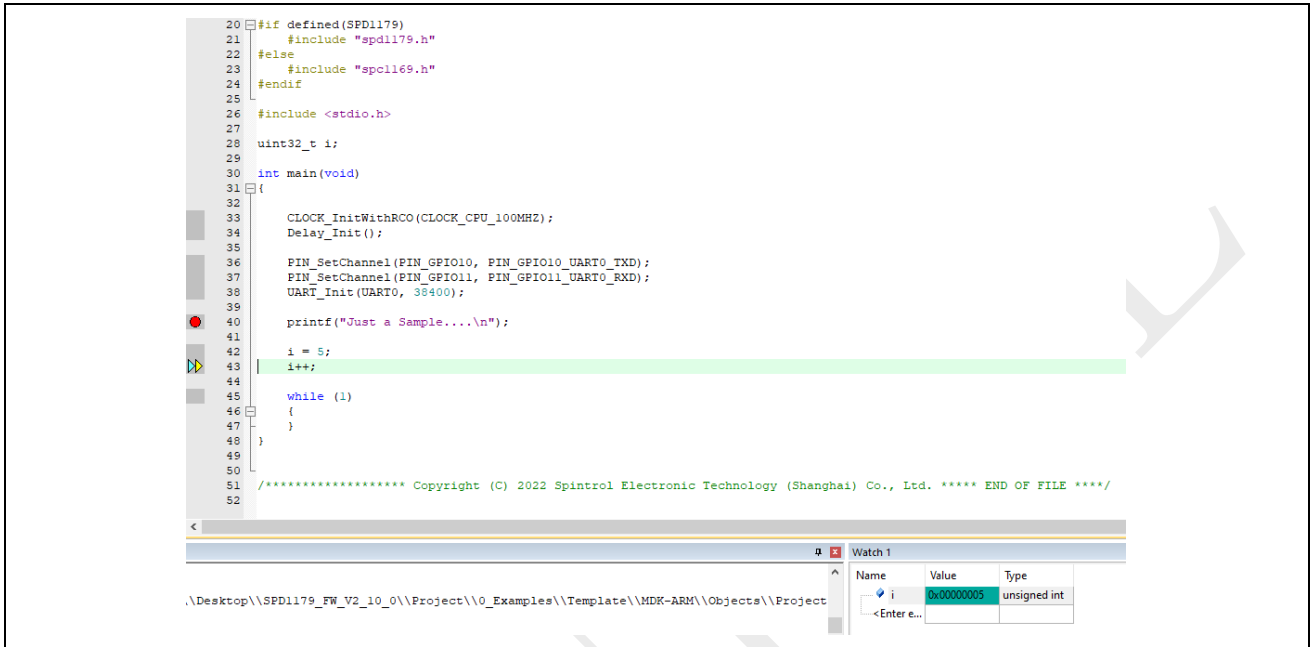 20 #if defined(SPD1179)
21 #include "spd1179.h"
22 #else
23 #include "spc1169.h"
24 #endif
25
26 #include <stdio.h>
27
28 uint32_t i;
29
30 int main(void)
31 {
32
33 CLOCK_InitWithRCO(CLOCK_CPU_100MHZ);
34 Delay_Init();
35
36 PIN_SetChannel(PIN_GPIO10, PIN_GPIO10_UART0_TXD);
37 PIN_SetChannel(PIN_GPIO11, PIN_GPIO11_UART0_RXD);
38 UART_Init(UART0, 38400);
39
40 printf("Just a Sample....\n");
41
42 i = 5;
43 i++;
44
45 while (1)
46 {
47 }
48 }
49
50
51 /******************* Copyright (C) 2022 Spintrol Electronic Technology (Shanghai) Co., Ltd. ***** END OF FILE ****/
52
Watch 1
Name Value Type
i 0x00000005 unsigned int
<Enter e...
.\Desktop\\SPD1179_FW_V2_10_0\\Project\\0_Examples\\Template\\MDK-ARM\\Objects\\Project